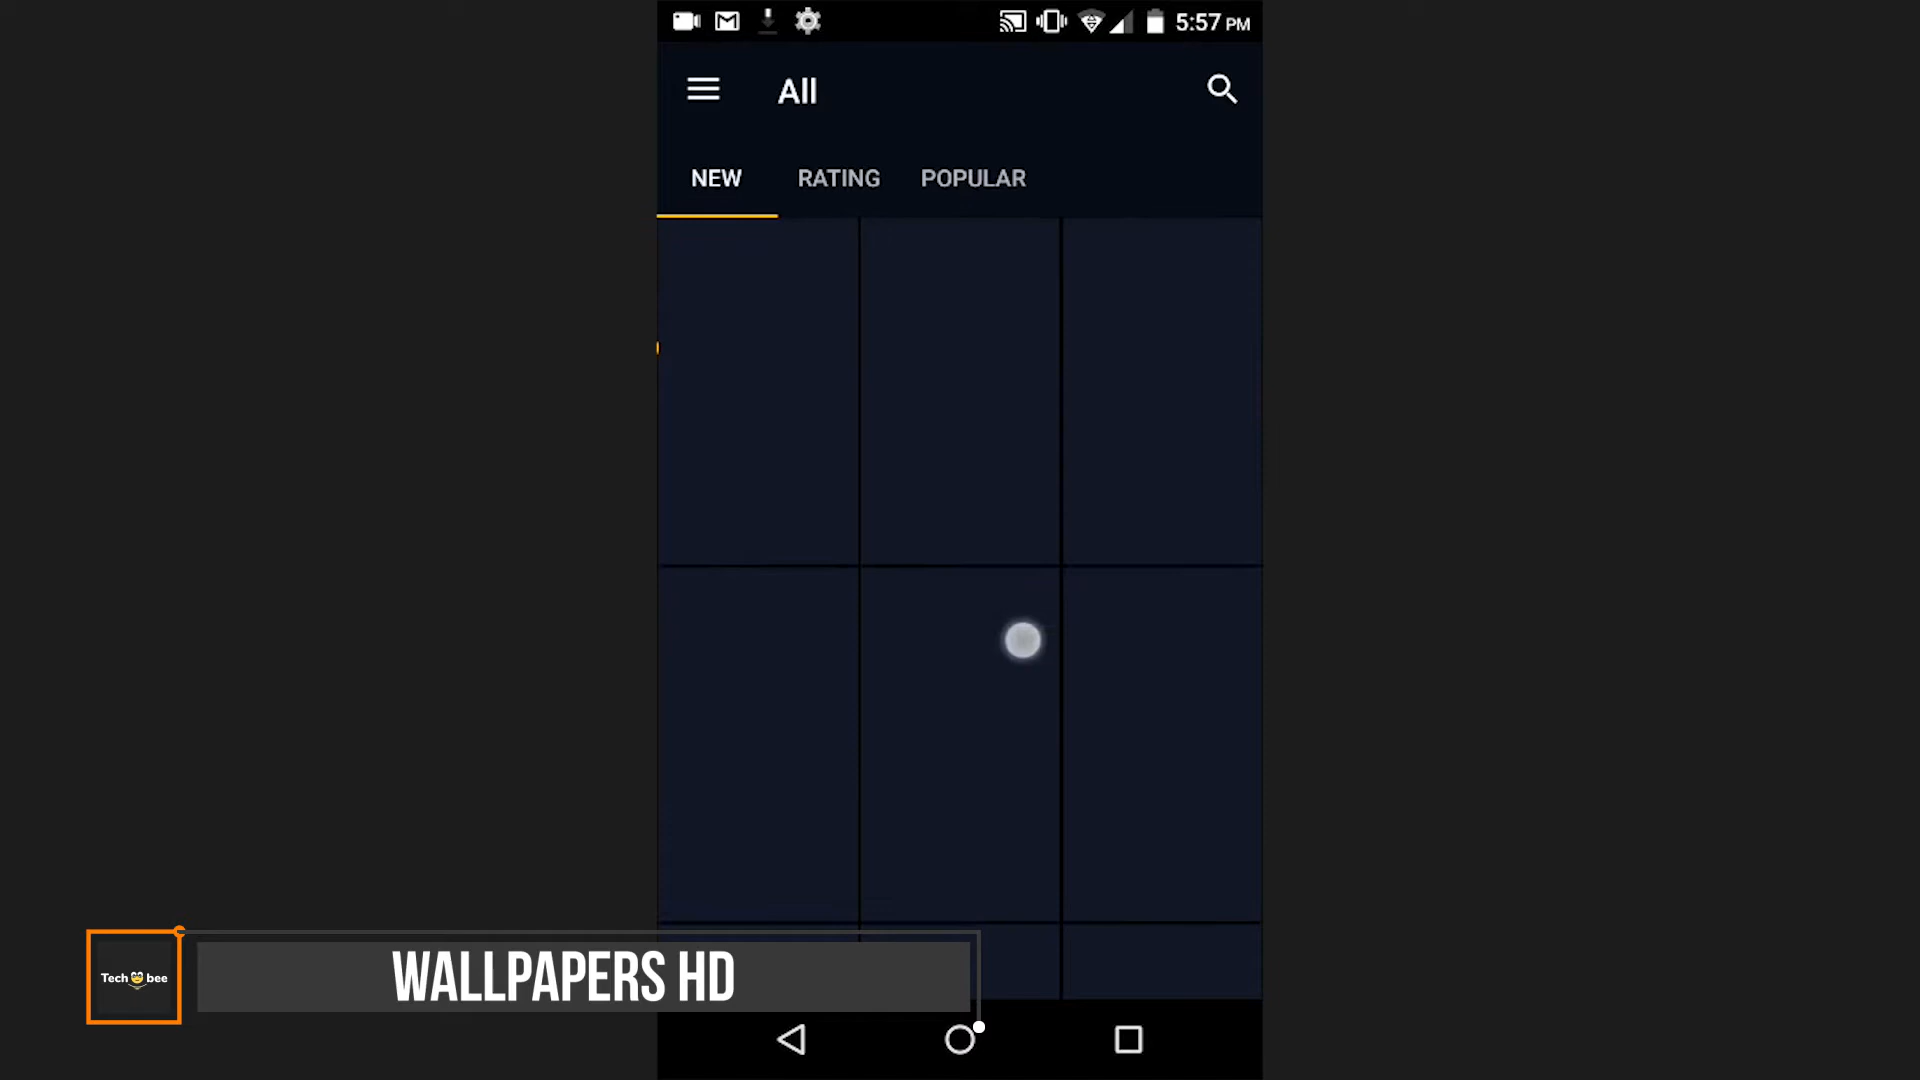 5:57 PM
All
NEW RATING POPULAR
WALLPAPERS HD
Tech bee